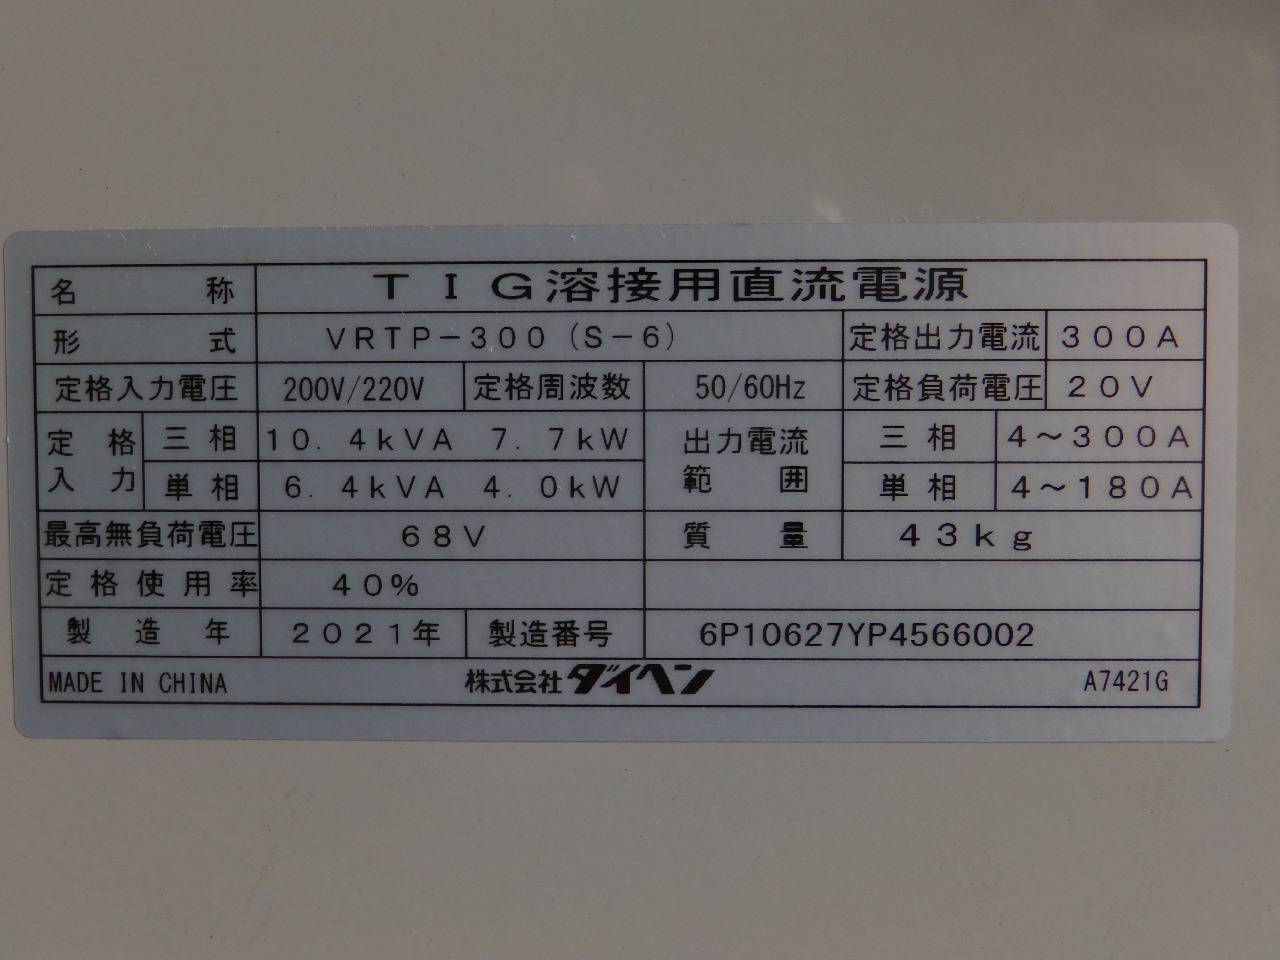 名称 TIG溶接用直流電源
形式 VRTP-300(S-6) 定格出力電流 300A
定格入力電圧 200V/220V 定格周波数 50/60Hz 定格負荷電圧 20V
定格入力 三相 10.4kVA 7.7kW 出力電流範囲 三相 4~300A
単相 6.4kVA 4.0kW 単相 4~180A
最高無負荷電圧 68V 質量 43kg
定格使用率 40%
製造年 2021年 製造番号 6P10627YP4566002
MADE IN CHINA 株式会社ダイヘン A7421G